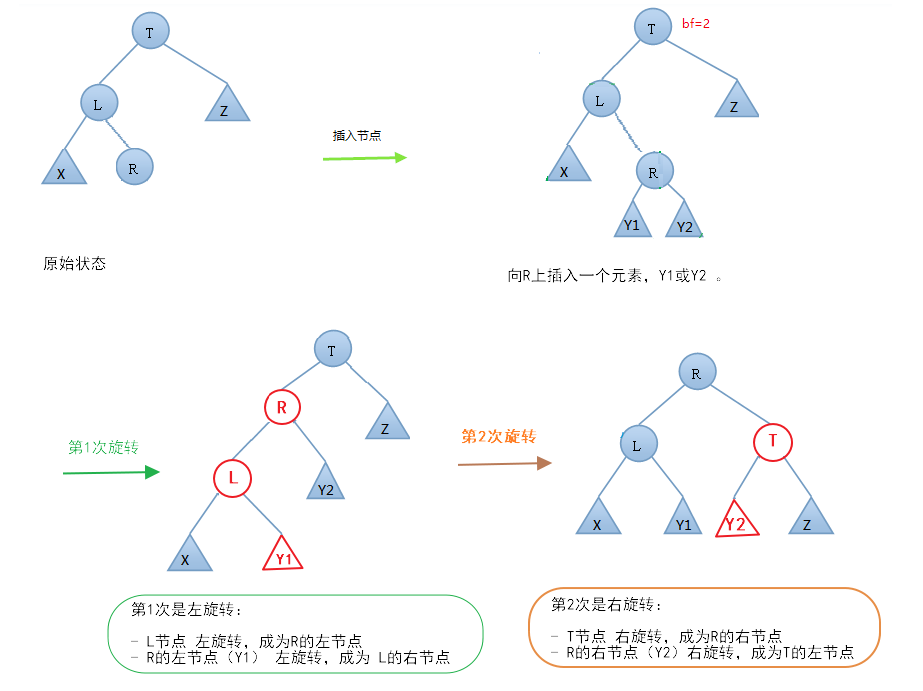 T
bf=2
T
L
Z
L
Z
插入节点
X
R
X
R
Y1
Y2
原始状态
向R上插入一个元素，Y1或Y2 。
T
R
R
Z
第1次旋转
第2次旋转
L
T
L
Y2
X
Y1
X
Y1
Y2
Z
第1次是左旋转：
- L节点 左旋转，成为R的左节点
- R的左节点（Y1） 左旋转，成为 L的右节点
第2次是右旋转：
- T节点 右旋转，成为R的右节点
- R的右节点（Y2）右旋转，成为T的左节点